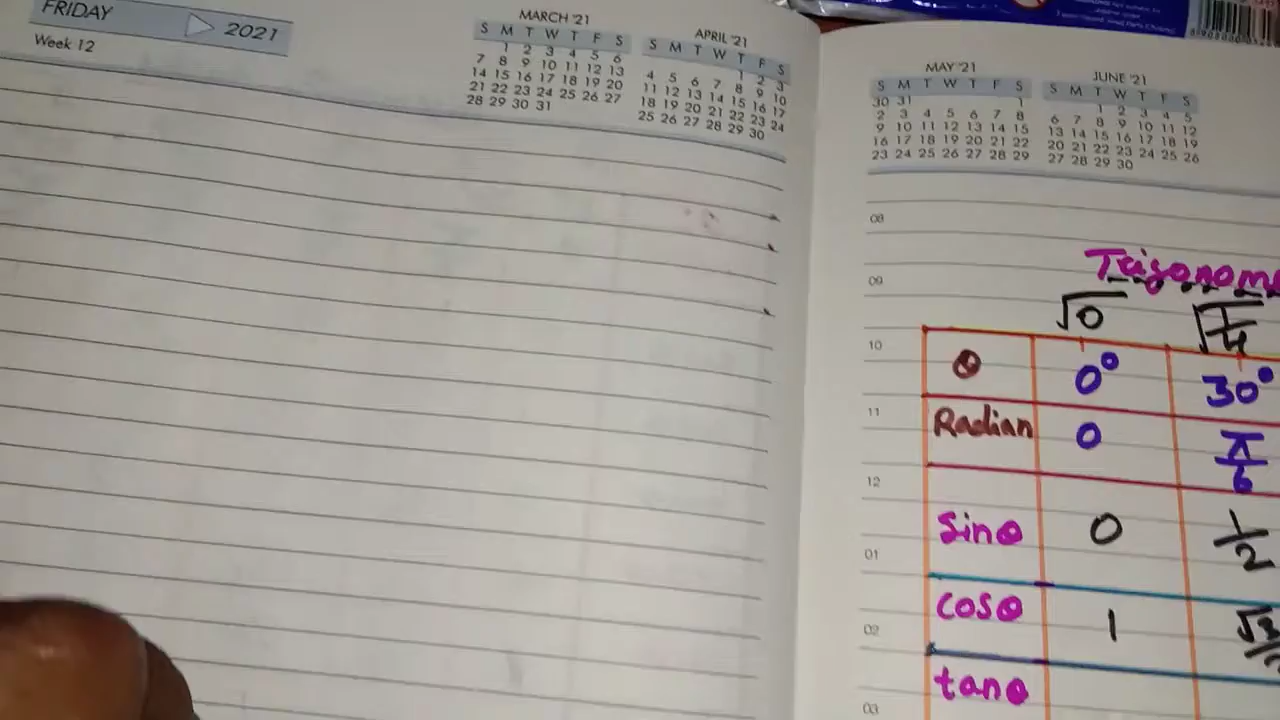 FRIDAY 2021
Week 12
MARCH '21
S M T W T F S
1 2 3 4 5 6
7 8 9 10 11 12 13
14 15 16 17 18 19 20
21 22 23 24 25 26 27
28 29 30 31
APRIL '21
S M T W T F S
1 2 3
4 5 6 7 8 9 10
11 12 13 14 15 16 17
18 19 20 21 22 23 24
25 26 27 28 29 30
MAY '21
S M T W T F S
30 31 1
2 3 4 5 6 7 8
9 10 11 12 13 14 15
16 17 18 19 20 21 22
23 24 25 26 27 28 29
JUNE '21
S M T W T F S
1 2 3 4 5
6 7 8 9 10 11 12
13 14 15 16 17 18 19
20 21 22 23 24 25 26
27 28 29 30
08
Trigonom
09
√0 √1/4
10
θ 0° 30°
11
Radian 0 π/6
12
sinθ 0 1/2
01
cosθ 1
02
tanθ
03